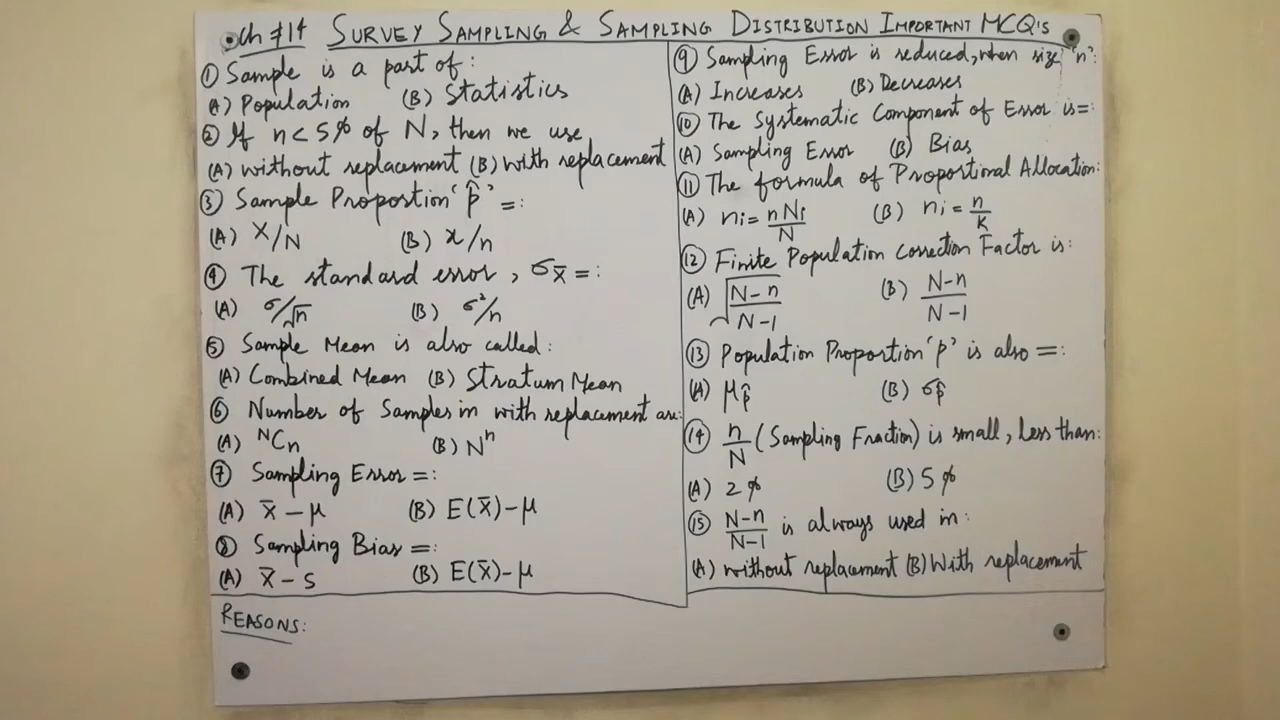 Ch # 14 SURVEY SAMPLING & SAMPLING DISTRIBUTION IMPORTANT MCQ'S
① Sample is a part of :
(A) Population (B) Statistics
② If n < 5% of N, then we use
(A) without replacement (B) With replacement
③ Sample Proportion 'p̂' = :
(A) X/N (B) x/n
④ The standard error, σx̄ = :
(A) σ/√n (B) σ²/n
⑤ Sample Mean is also called :
(A) Combined Mean (B) Stratum Mean
⑥ Number of Samples in with replacement are :
(A) ᴺCn (B) Nⁿ
⑦ Sampling Error = :
(A) x̄ – μ (B) E(x̄) – μ
⑧ Sampling Bias = :
(A) x̄ – s (B) E(x̄) – μ
⑨ Sampling Error is reduced, when size 'n' :
(A) Increases (B) Decreases
⑩ The Systematic Component of Error is = :
(A) Sampling Error (B) Bias
⑪ The formula of Proportional Allocation :
(A) ni = nNi/N (B) ni = n/k
⑫ Finite Population Correction Factor is :
(A) √(N-n/N-1) (B) N-n/N-1
⑬ Population Proportion 'p' is also = :
(A) μp̂ (B) σp̂
⑭ n/N (Sampling Fraction) is small, Less than :
(A) 2% (B) 5%
⑮ N-n/N-1 is always used in :
(A) without replacement (B) With replacement
REASONS :